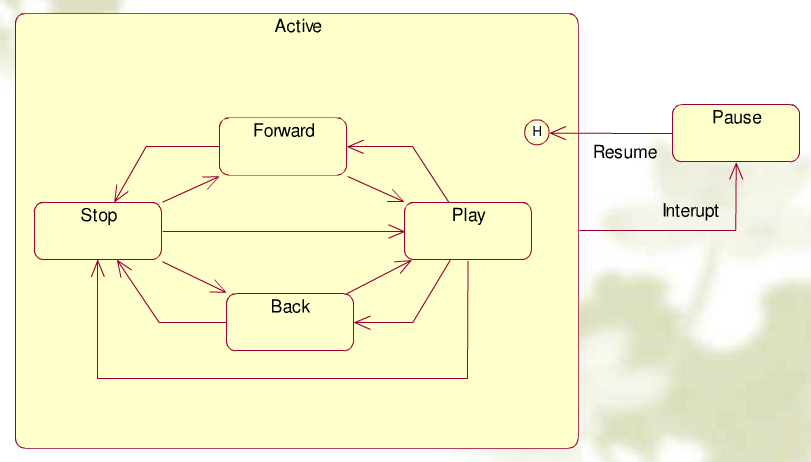 Active
Forward
H
Pause
Resume
Stop
Play
Interupt
Back